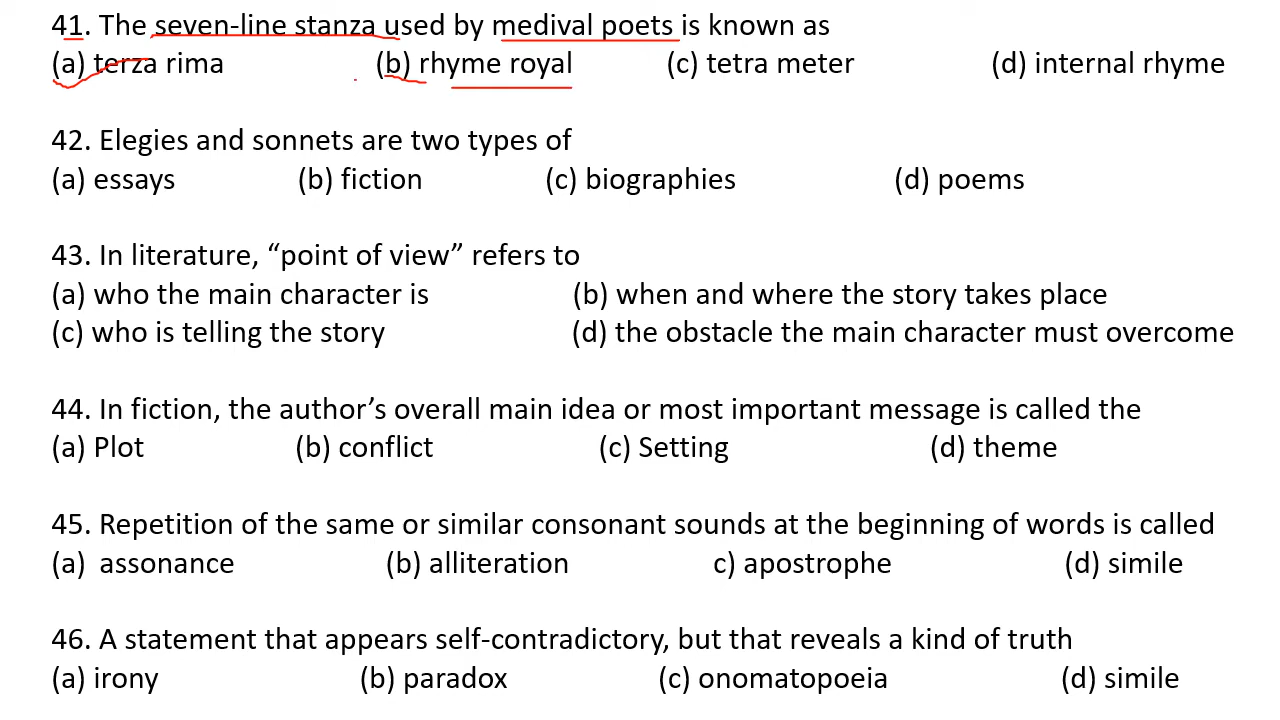 41. The seven-line stanza used by medival poets is known as
(a) terza rima (b) rhyme royal (c) tetra meter (d) internal rhyme
42. Elegies and sonnets are two types of
(a) essays (b) fiction (c) biographies (d) poems
43. In literature, “point of view” refers to
(a) who the main character is (b) when and where the story takes place
(c) who is telling the story (d) the obstacle the main character must overcome
44. In fiction, the author’s overall main idea or most important message is called the
(a) Plot (b) conflict (c) Setting (d) theme
45. Repetition of the same or similar consonant sounds at the beginning of words is called
(a) assonance (b) alliteration c) apostrophe (d) simile
46. A statement that appears self-contradictory, but that reveals a kind of truth
(a) irony (b) paradox (c) onomatopoeia (d) simile